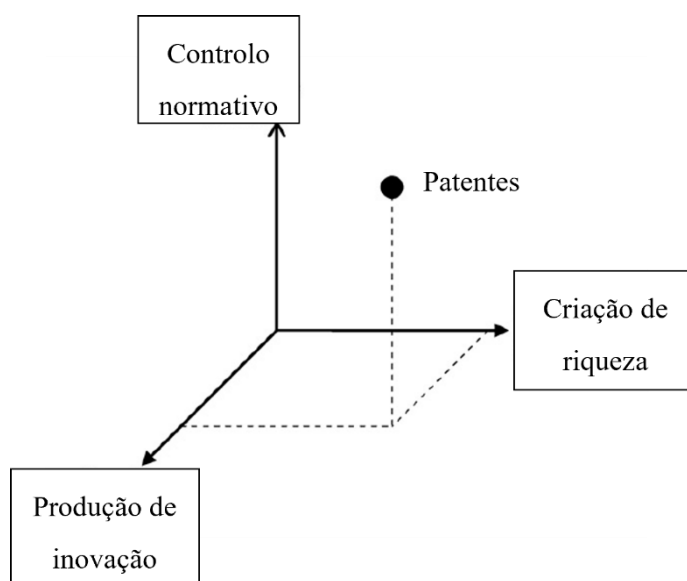 Controlo
normativo
Patentes
Criação de
riqueza
Produção de
inovação